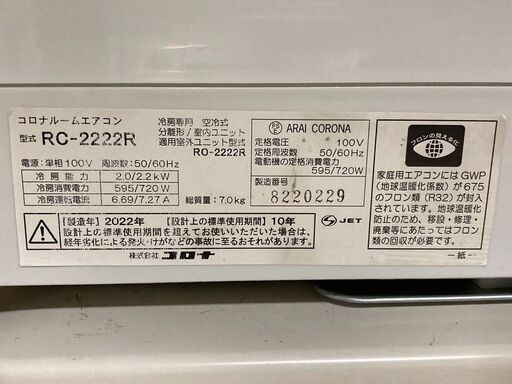 コロナルームエアコン
型式 RC-2222R
冷房専用 空冷式
分離形/室内ユニット
適用室外ユニット型式
RO-2222R
電源:単相100V 周波数:50/60Hz
冷房能力 2.0/2.2kW
冷房消費電力 595/720W
冷房運転電流 6.69/7.27A
総質量:7.0kg
ARAI CORONA
定格電圧 100V
定格周波数 50/60Hz
電動機の定格消費電力
595/720W
製造番号
8220229
【製造年】2022年 【設計上の標準使用期間】10年
設計上の標準使用期間を超えてお使いいただいた場合は、
経年劣化による発火・けがなどの事故に至るおそれがあります。
JET
株式会社 コロナ
フロンの見える化
家庭用エアコンにはGWP
(地球温暖化係数)が675
のフロン類(R32)が封入
されています。地球温暖化
防止のため、移設・修理・
廃棄等にあたってはフロン
類の回収が必要です。
-紙-